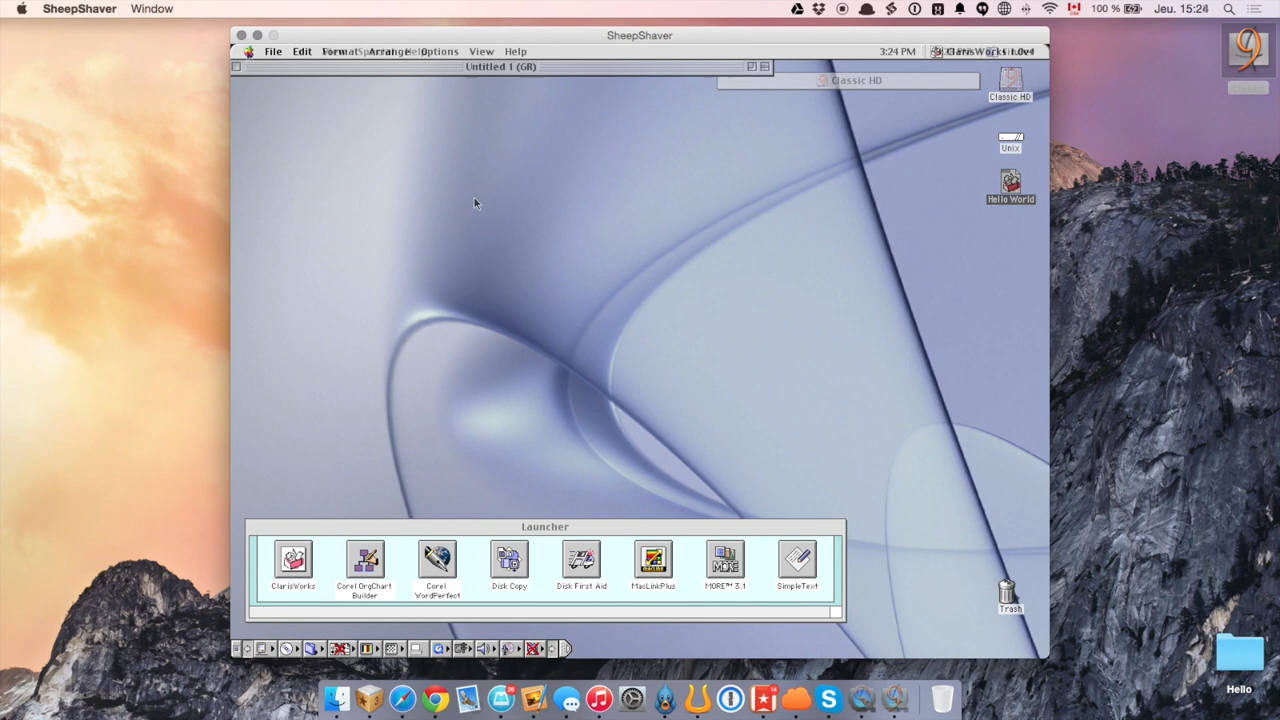 SheepShaver Window
100 % Jeu. 15:24
SheepShaver
File Edit Format Arrange Options View Help 3:24 PM
Untitled 1 (GR)
Classic HD
Classic HD
Unix
Hello World
Launcher
ClarisWorks
Corel OrgChart
Builder
Corel
WordPerfect
Disk Copy
Disk First Aid
MacLinkPlus
MORE™ 3.1
SimpleText
Trash
Hello